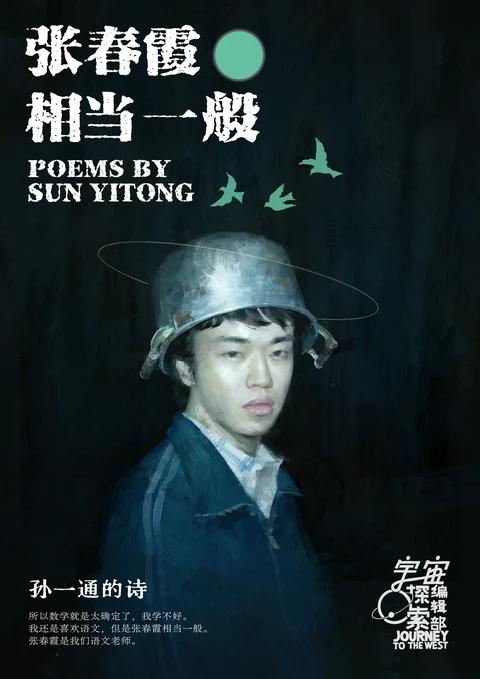 张春霞
相当一般
POEMS BY
SUN YITONG
孙一通的诗
所以数学就是太确定了，我学不好。
我还是喜欢语文，但是张春霞相当一般。
张春霞是我们语文老师。
宇宙
探索
编辑部
JOURNEY
TO THE WEST